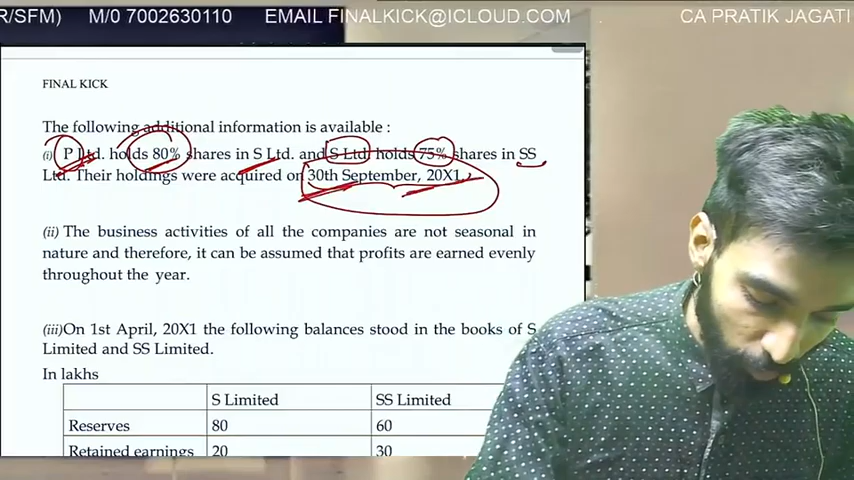 R/SFM) M/0 7002630110 EMAIL FINALKICK@ICLOUD.COM CA PRATIK JAGATI
FINAL KICK
The following additional information is available :
(i) P Ltd. holds 80% shares in S Ltd. and S Ltd. holds 75% shares in SS
Ltd. Their holdings were acquired on 30th September, 20X1.
(ii) The business activities of all the companies are not seasonal in
nature and therefore, it can be assumed that profits are earned evenly
throughout the year.
(iii)On 1st April, 20X1 the following balances stood in the books of S
Limited and SS Limited.
In lakhs
S Limited SS Limited
Reserves 80 60
Retained earnings 20 30